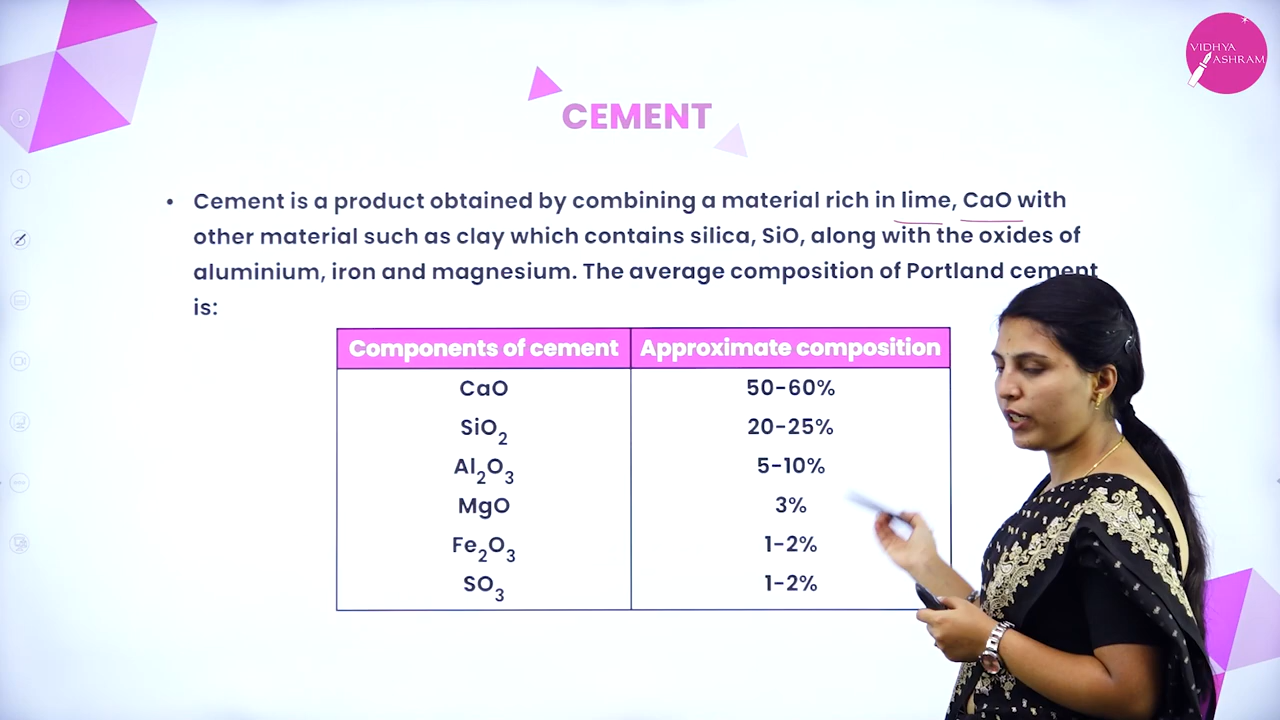 VIDHYA
ASHRAM
CEMENT
• Cement is a product obtained by combining a material rich in lime, CaO with
other material such as clay which contains silica, SiO, along with the oxides of
aluminium, iron and magnesium. The average composition of Portland cement
is:
Components of cement Approximate composition
CaO 50-60%
SiO₂ 20-25%
Al₂O₃ 5-10%
MgO 3%
Fe₂O₃ 1-2%
SO₃ 1-2%